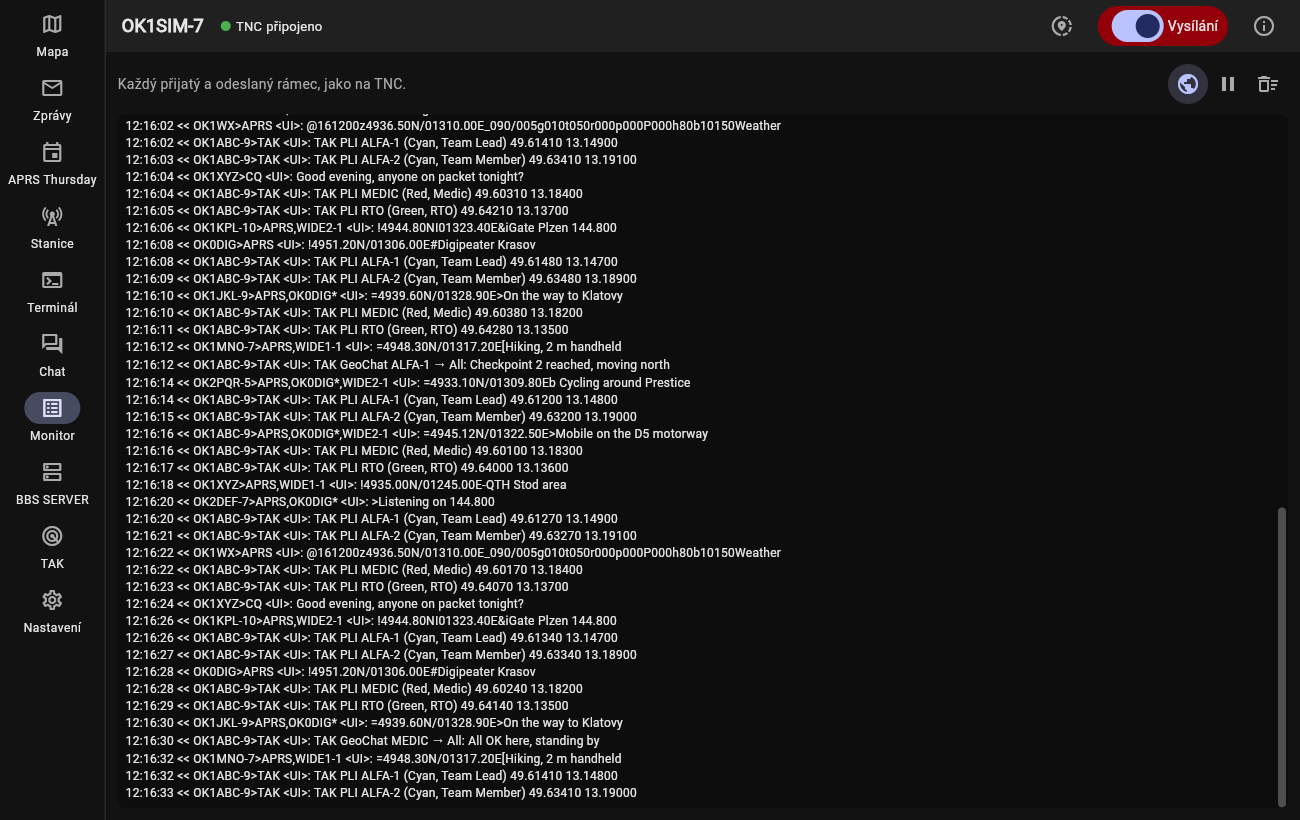 OK1SIM-7
TNC připojeno
Vysílání
Mapa
Zprávy
APRS Thursday
Stanice
Terminál
Chat
Monitor
BBS SERVER
TAK
Nastavení
Každý přijatý a odeslaný rámec, jako na TNC.
12:16:02 << OK1WX>APRS <UI>: @161200z4936.50N/01310.00E_090/005g010t050r000p000P000h80b10150Weather
12:16:02 << OK1ABC-9>TAK <UI>: TAK PLI ALFA-1 (Cyan, Team Lead) 49.61410 13.14900
12:16:03 << OK1ABC-9>TAK <UI>: TAK PLI ALFA-2 (Cyan, Team Member) 49.63410 13.19100
12:16:04 << OK1XYZ>CQ <UI>: Good evening, anyone on packet tonight?
12:16:04 << OK1ABC-9>TAK <UI>: TAK PLI MEDIC (Red, Medic) 49.60310 13.18400
12:16:05 << OK1ABC-9>TAK <UI>: TAK PLI RTO (Green, RTO) 49.64210 13.13700
12:16:06 << OK1KPL-10>APRS,WIDE2-1 <UI>: !4944.80NI01323.40E&iGate Plzen 144.800
12:16:08 << OK0DIG>APRS <UI>: !4951.20N/01306.00E#Digipeater Krasov
12:16:08 << OK1ABC-9>TAK <UI>: TAK PLI ALFA-1 (Cyan, Team Lead) 49.61480 13.14700
12:16:09 << OK1ABC-9>TAK <UI>: TAK PLI ALFA-2 (Cyan, Team Member) 49.63480 13.18900
12:16:10 << OK1JKL-9>APRS,OK0DIG* <UI>: =4939.60N/01328.90E>On the way to Klatovy
12:16:10 << OK1ABC-9>TAK <UI>: TAK PLI MEDIC (Red, Medic) 49.60380 13.18200
12:16:11 << OK1ABC-9>TAK <UI>: TAK PLI RTO (Green, RTO) 49.64280 13.13500
12:16:12 << OK1MNO-7>APRS,WIDE1-1 <UI>: =4948.30N/01317.20E[Hiking, 2 m handheld
12:16:12 << OK1ABC-9>TAK <UI>: TAK GeoChat ALFA-1 → All: Checkpoint 2 reached, moving north
12:16:14 << OK2PQR-5>APRS,OK0DIG*,WIDE2-1 <UI>: =4933.10N/01309.80Eb Cycling around Prestice
12:16:14 << OK1ABC-9>TAK <UI>: TAK PLI ALFA-1 (Cyan, Team Lead) 49.61200 13.14800
12:16:15 << OK1ABC-9>TAK <UI>: TAK PLI ALFA-2 (Cyan, Team Member) 49.63200 13.19000
12:16:16 << OK1ABC-9>APRS,OK0DIG*,WIDE2-1 <UI>: =4945.12N/01322.50E>Mobile on the D5 motorway
12:16:16 << OK1ABC-9>TAK <UI>: TAK PLI MEDIC (Red, Medic) 49.60100 13.18300
12:16:17 << OK1ABC-9>TAK <UI>: TAK PLI RTO (Green, RTO) 49.64000 13.13600
12:16:18 << OK1XYZ>APRS,WIDE1-1 <UI>: !4935.00N/01245.00E-QTH Stod area
12:16:20 << OK2DEF-7>APRS,OK0DIG* <UI>: >Listening on 144.800
12:16:20 << OK1ABC-9>TAK <UI>: TAK PLI ALFA-1 (Cyan, Team Lead) 49.61270 13.14900
12:16:21 << OK1ABC-9>TAK <UI>: TAK PLI ALFA-2 (Cyan, Team Member) 49.63270 13.19100
12:16:22 << OK1WX>APRS <UI>: @161200z4936.50N/01310.00E_090/005g010t050r000p000P000h80b10150Weather
12:16:22 << OK1ABC-9>TAK <UI>: TAK PLI MEDIC (Red, Medic) 49.60170 13.18400
12:16:23 << OK1ABC-9>TAK <UI>: TAK PLI RTO (Green, RTO) 49.64070 13.13700
12:16:24 << OK1XYZ>CQ <UI>: Good evening, anyone on packet tonight?
12:16:26 << OK1KPL-10>APRS,WIDE2-1 <UI>: !4944.80NI01323.40E&iGate Plzen 144.800
12:16:26 << OK1ABC-9>TAK <UI>: TAK PLI ALFA-1 (Cyan, Team Lead) 49.61340 13.14700
12:16:27 << OK1ABC-9>TAK <UI>: TAK PLI ALFA-2 (Cyan, Team Member) 49.63340 13.18900
12:16:28 << OK0DIG>APRS <UI>: !4951.20N/01306.00E#Digipeater Krasov
12:16:28 << OK1ABC-9>TAK <UI>: TAK PLI MEDIC (Red, Medic) 49.60240 13.18200
12:16:29 << OK1ABC-9>TAK <UI>: TAK PLI RTO (Green, RTO) 49.64140 13.13500
12:16:30 << OK1JKL-9>APRS,OK0DIG* <UI>: =4939.60N/01328.90E>On the way to Klatovy
12:16:30 << OK1ABC-9>TAK <UI>: TAK GeoChat MEDIC → All: All OK here, standing by
12:16:32 << OK1MNO-7>APRS,WIDE1-1 <UI>: =4948.30N/01317.20E[Hiking, 2 m handheld
12:16:32 << OK1ABC-9>TAK <UI>: TAK PLI ALFA-1 (Cyan, Team Lead) 49.61410 13.14800
12:16:33 << OK1ABC-9>TAK <UI>: TAK PLI ALFA-2 (Cyan, Team Member) 49.63410 13.19000